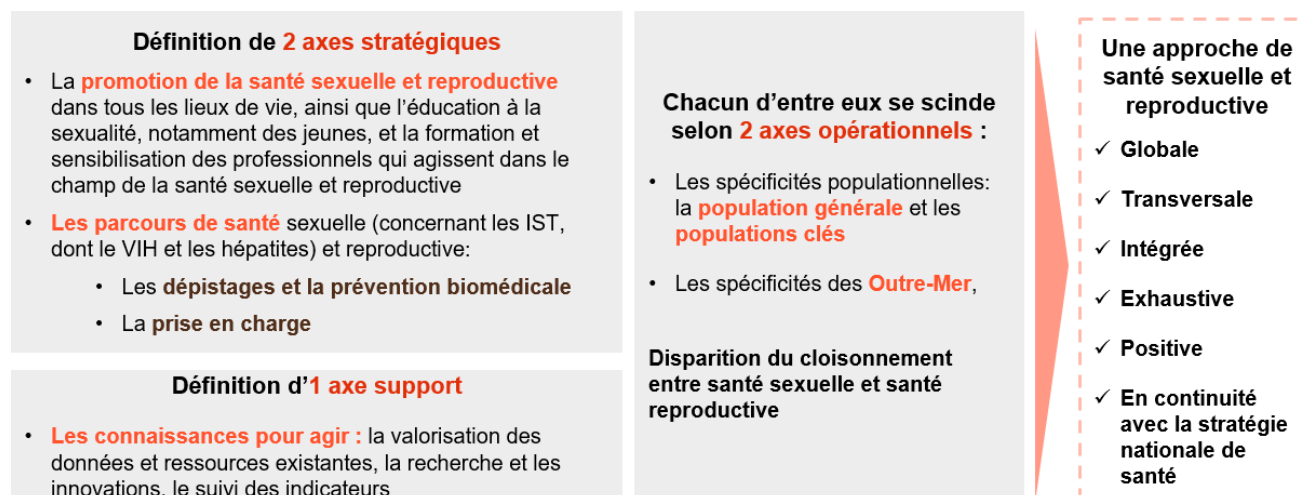 Définition de 2 axes stratégiques
• La promotion de la santé sexuelle et reproductive
dans tous les lieux de vie, ainsi que l’éducation à la
sexualité, notamment des jeunes, et la formation et
sensibilisation des professionnels qui agissent dans le
champ de la santé sexuelle et reproductive
• Les parcours de santé sexuelle (concernant les IST,
dont le VIH et les hépatites) et reproductive:
• Les dépistages et la prévention biomédicale
• La prise en charge
Définition d’1 axe support
• Les connaissances pour agir : la valorisation des
données et ressources existantes, la recherche et les
innovations, le suivi des indicateurs
Chacun d’entre eux se scinde
selon 2 axes opérationnels :
• Les spécificités populationnelles:
la population générale et les
populations clés
• Les spécificités des Outre-Mer,
Disparition du cloisonnement
entre santé sexuelle et santé
reproductive
Une approche de
santé sexuelle et
reproductive
✓ Globale
✓ Transversale
✓ Intégrée
✓ Exhaustive
✓ Positive
✓ En continuité
avec la stratégie
nationale de
santé